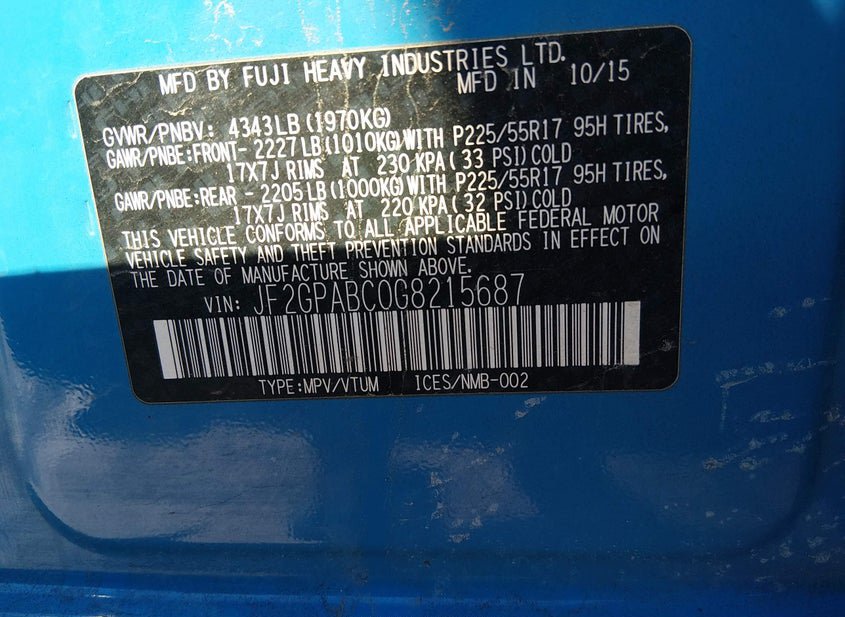 MFD BY FUJI HEAVY INDUSTRIES LTD.
MFD IN 10/15
GVWR/PNBV: 4343LB(1970KG)
GAWR/PNBE:FRONT- 2227LB(1010KG)WITH P225/55R17 95H TIRES,
17X7J RIMS AT 230KPA(33 PSI)COLD
GAWR/PNBE:REAR - 2205LB(1000KG)WITH P225/55R17 95H TIRES,
17X7J RIMS AT 220KPA(32 PSI)COLD
THIS VEHICLE CONFORMS TO ALL APPLICABLE FEDERAL MOTOR
VEHICLE SAFETY AND THEFT PREVENTION STANDARDS IN EFFECT ON
THE DATE OF MANUFACTURE SHOWN ABOVE.
VIN: JF2GPABC0G8215687
TYPE:MPV/VTUM ICES/NMB-002